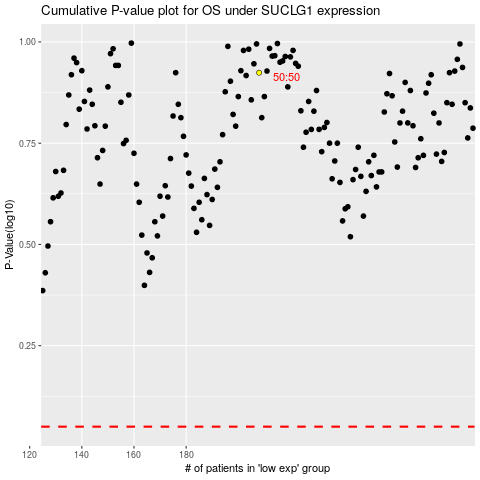 Cumulative P-value plot for OS under SUCLG1 expression
P-Value(log10)
1.00
0.75
0.50
0.25
50:50
120 140 160 180
# of patients in 'low exp' group